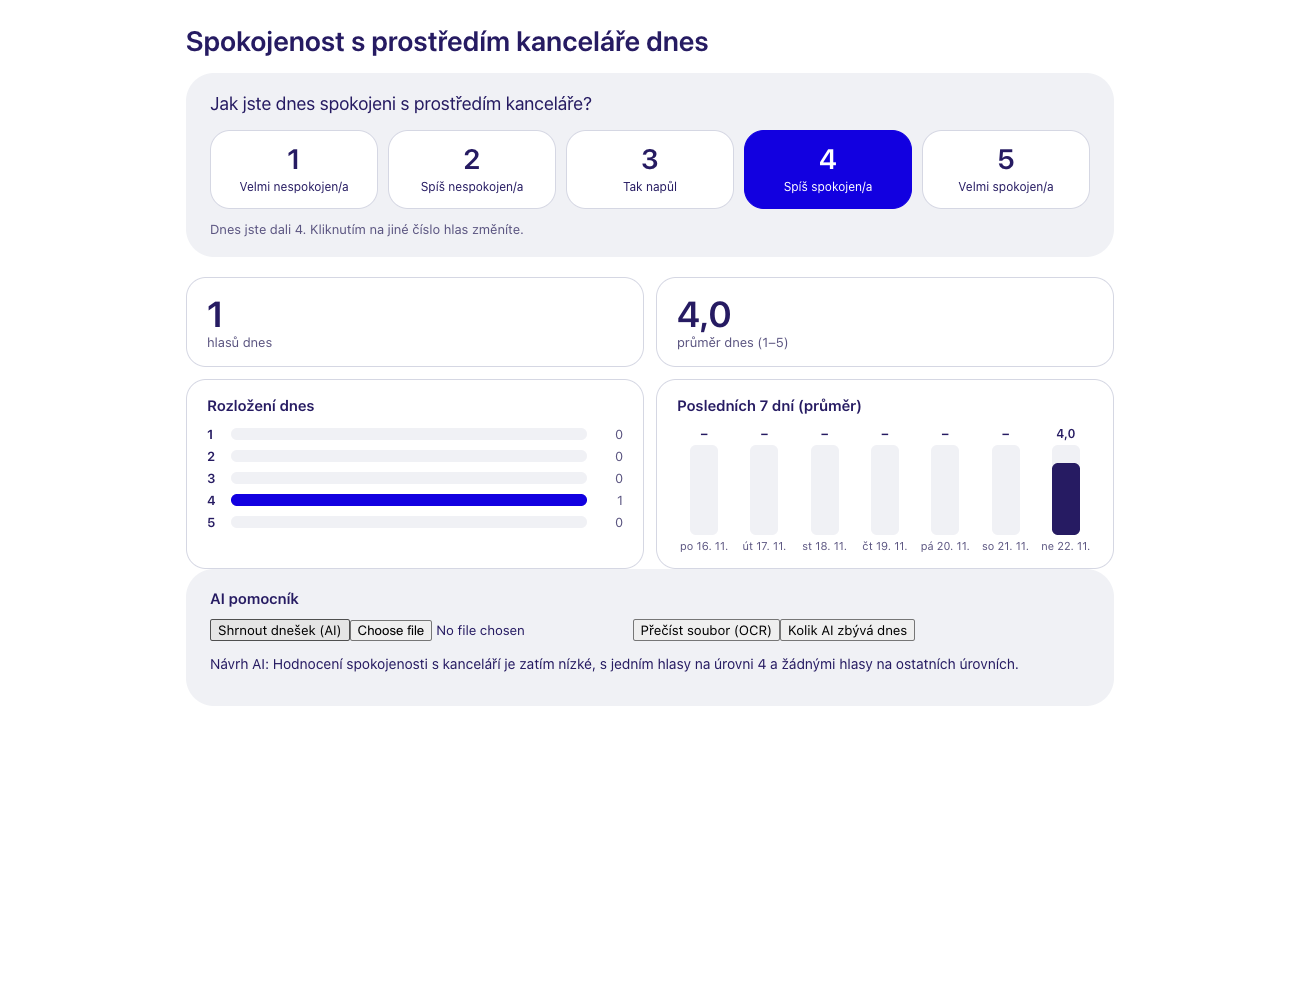 Spokojenost s prostředím kanceláře dnes
Jak jste dnes spokojeni s prostředím kanceláře?
1
Velmi nespokojen/a
2
Spíš nespokojen/a
3
Tak napůl
4
Spíš spokojen/a
5
Velmi spokojen/a
Dnes jste dali 4. Kliknutím na jiné číslo hlas změníte.
1
hlasů dnes
4,0
průměr dnes (1–5)
Rozložení dnes
1 0
2 0
3 0
4 1
5 0
Posledních 7 dní (průměr)
– – – – – – 4,0
po 16. 11. út 17. 11. st 18. 11. čt 19. 11. pá 20. 11. so 21. 11. ne 22. 11.
AI pomocník
Shrnout dnešek (AI) Choose file No file chosen Přečíst soubor (OCR) Kolik AI zbývá dnes
Návrh AI: Hodnocení spokojenosti s kanceláří je zatím nízké, s jedním hlasy na úrovni 4 a žádnými hlasy na ostatních úrovních.